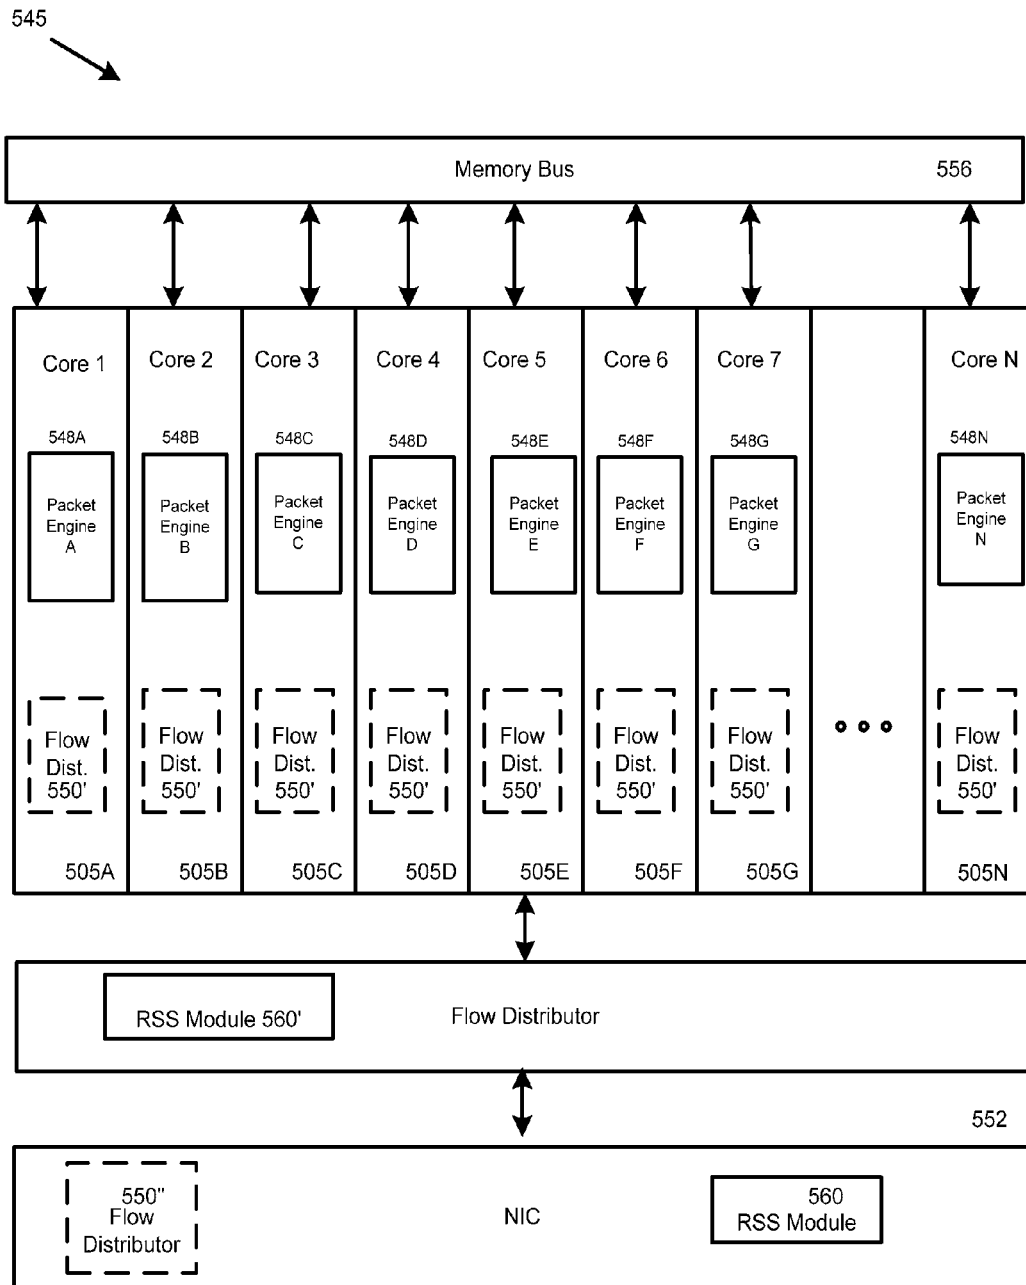 545
Memory Bus 556
Core 1 Core 2 Core 3 Core 4 Core 5 Core 6 Core 7 Core N
548A 548B 548C 548D 548E 548F 548G 548N
Packet
Engine
A
Packet
Engine
B
Packet
Engine
C
Packet
Engine
D
Packet
Engine
E
Packet
Engine
F
Packet
Engine
G
Packet
Engine
N
Flow
Dist.
550'
Flow
Dist.
550'
Flow
Dist.
550'
Flow
Dist.
550'
Flow
Dist.
550'
Flow
Dist.
550'
Flow
Dist.
550'
Flow
Dist.
550'
505A 505B 505C 505D 505E 505F 505G 505N
RSS Module 560' Flow Distributor
552
550"
Flow
Distributor
NIC
560
RSS Module